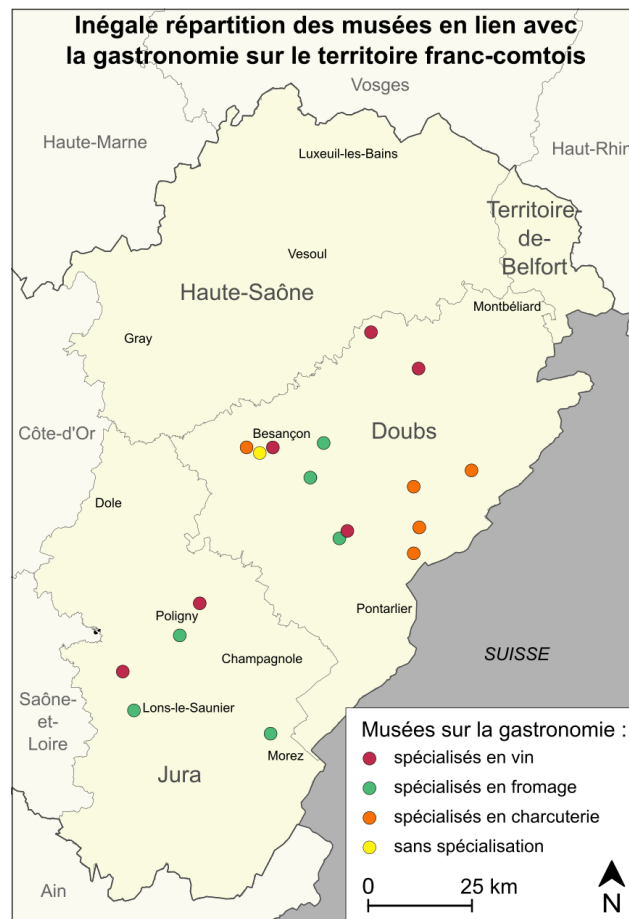 Inégale répartition des musées en lien avec
la gastronomie sur le territoire franc-comtois
Vosges
Haute-Marne
Haut-Rhin
Luxeuil-les-Bains
Territoire-
de-
Belfort
Vesoul
Haute-Saône
Montbéliard
Gray
Côte-d'Or
Besançon
Doubs
Dole
Pontarlier
Poligny
Champagnole
SUISSE
Saône-
et-
Loire
Lons-le-Saunier
Morez
Jura
Ain
Musées sur la gastronomie :
spécialisés en vin
spécialisés en fromage
spécialisés en charcuterie
sans spécialisation
0 25 km
N